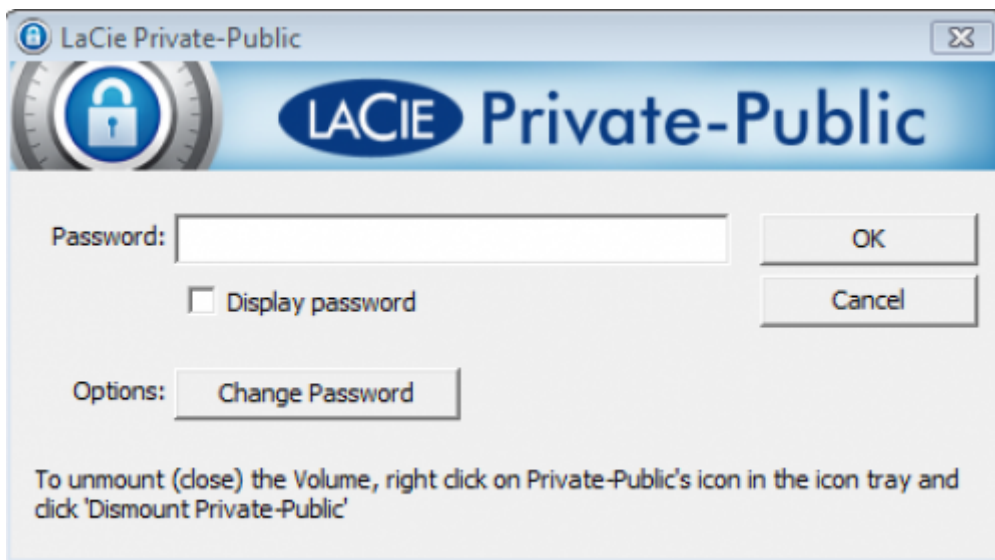 LaCie Private-Public
LACIE Private-Public
Password:
OK
Display password
Cancel
Options:
Change Password
To unmount (close) the Volume, right click on Private-Public's icon in the icon tray and
click 'Dismount Private-Public'